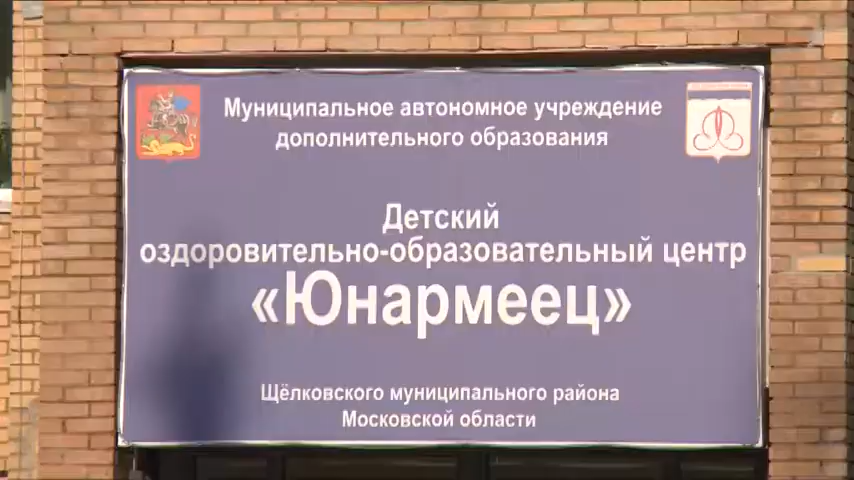 Муниципальное автономное учреждение
дополнительного образования
Детский
оздоровительно-образовательный центр
«Юнармеец»
Щёлковского муниципального района
Московской области